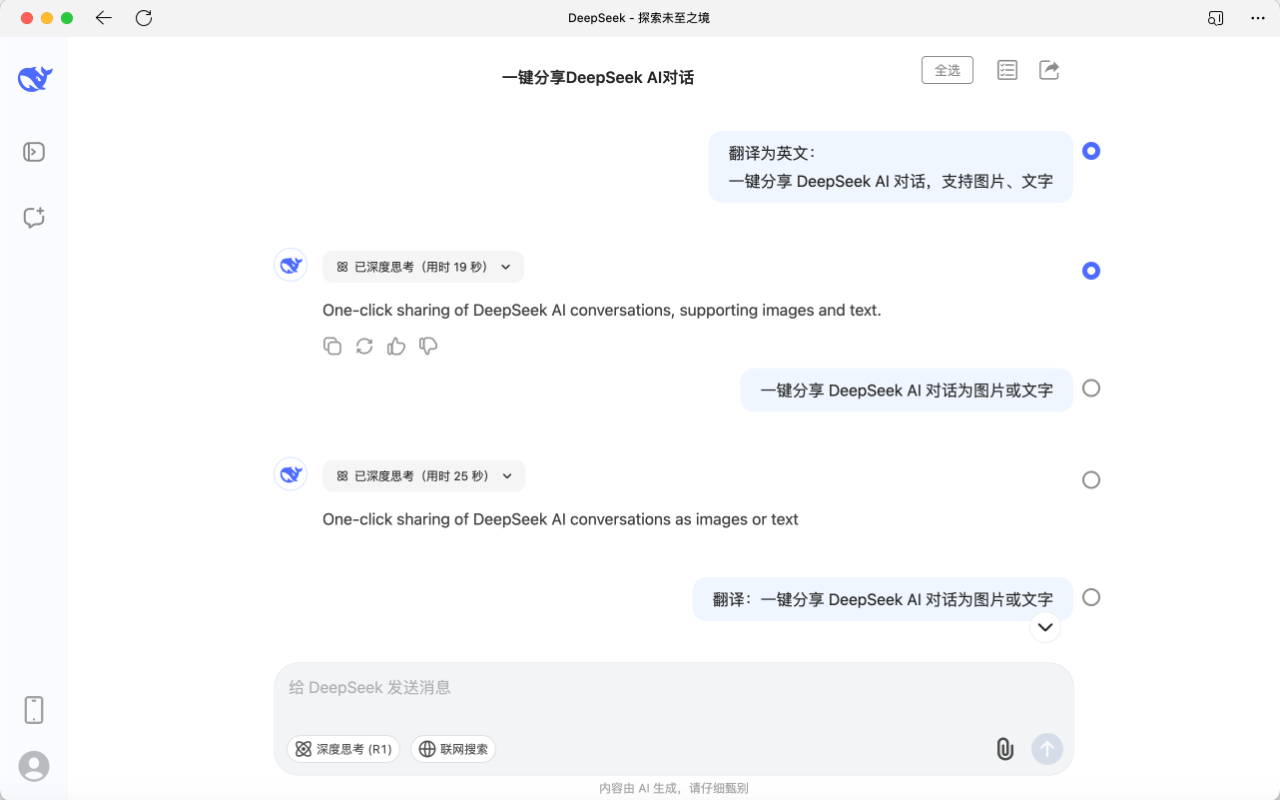 DeepSeek - 探索未至之境
一键分享DeepSeek AI对话
全选
翻译为英文：
一键分享 DeepSeek AI 对话，支持图片、文字
已深度思考（用时 19 秒）
One-click sharing of DeepSeek AI conversations, supporting images and text.
一键分享 DeepSeek AI 对话为图片或文字
已深度思考（用时 25 秒）
One-click sharing of DeepSeek AI conversations as images or text
翻译：一键分享 DeepSeek AI 对话为图片或文字
给 DeepSeek 发送消息
深度思考 (R1)
联网搜索
内容由 AI 生成，请仔细甄别